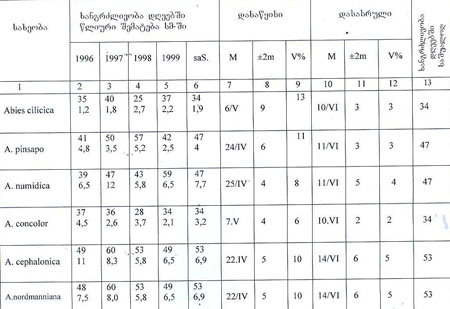 სახეობა ხანგრძლივობა დღეებში წლიური მატება სმ-ში დასაწყისი დასასრული ხანგრძლივობა დღეებში საშუალოდ
1996 1997 1998 1999 საშ. M ±2m V% M ±2m V%
1 2 3 4 5 6 7 8 9 10 11 12 13
Abies cilicica 35 40 25 37 34 6/V 9 13 10/VI 3 3 34
1,2 1,8 2,7 2,2 1,9
A. pinsapo 41 50 57 42 47 24/IV 6 11 11/VI 3 3 47
4,8 3,5 5,2 2,5 4
A. numidica 39 47 43 59 47 25/IV 4 8 11/VI 5 4 47
6,5 12 5,8 6,5 7,7
A. concolor 37 36 28 34 34 7.V 4 6 10.VI 2 2 34
4,5 2,6 3,7 2,1 3,2
A. cephalonica 49 60 53 49 53 22.IV 5 10 14/VI 6 5 53
11 8,3 5,8 6,5 6,9
A.nordmanniana 48 60 53 49 53 22/IV 5 10 14/VI 6 5 53
7,5 8,0 5,8 6,5 6,9